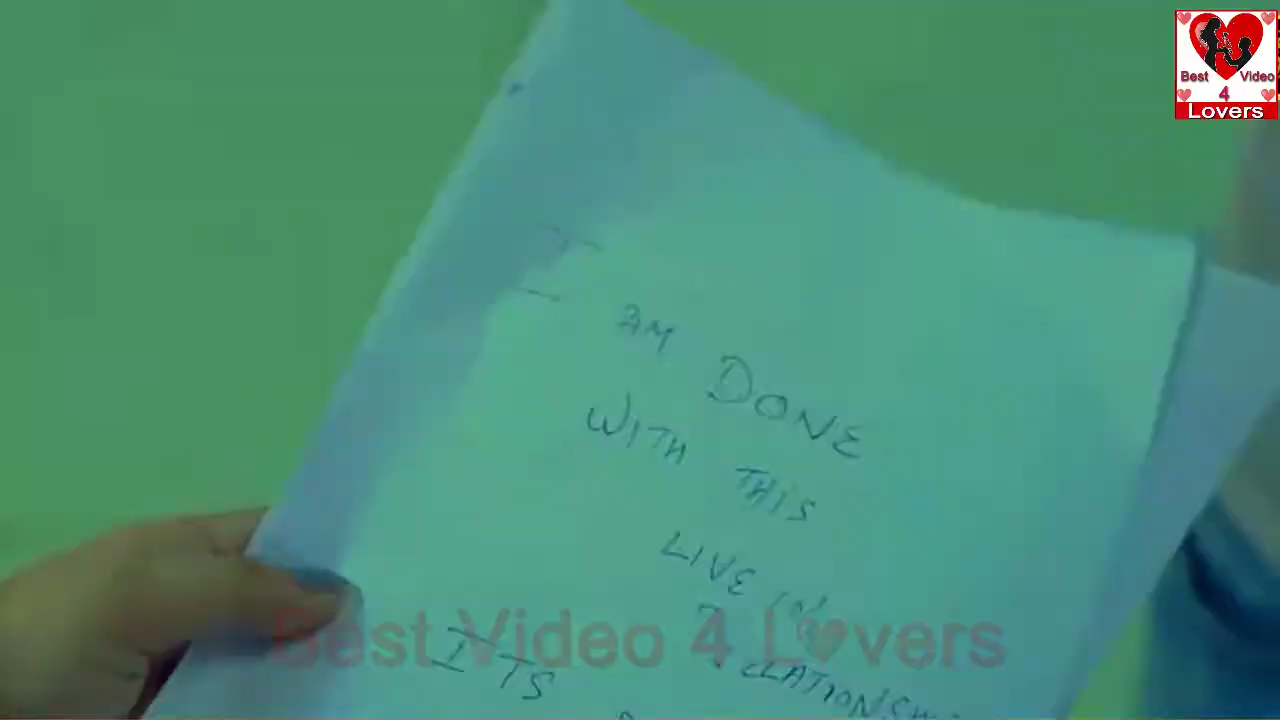 Best Video
4
Lovers
I AM DONE
WITH THIS
LIVE
ITS
Best Video 4 Lovers